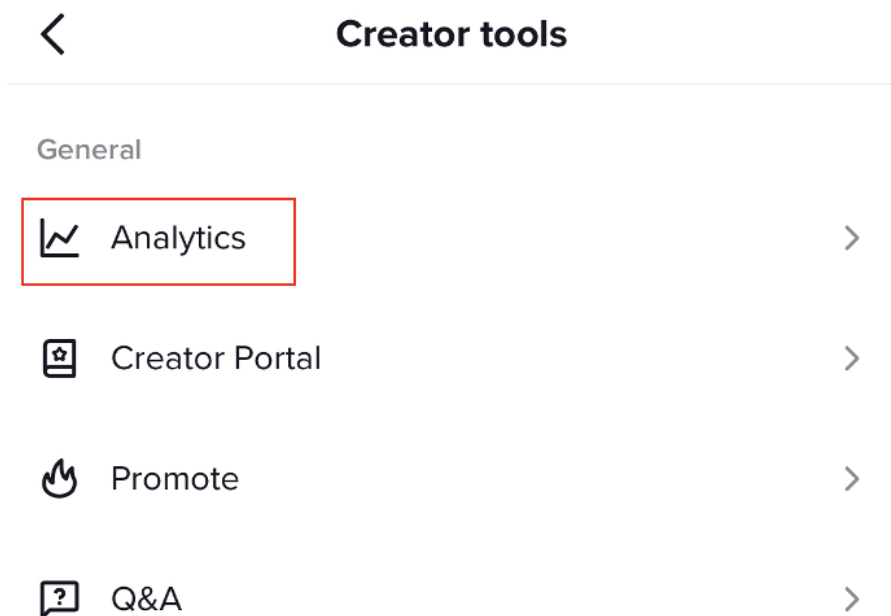 Creator tools
General
Analytics
Creator Portal
Promote
Q&A